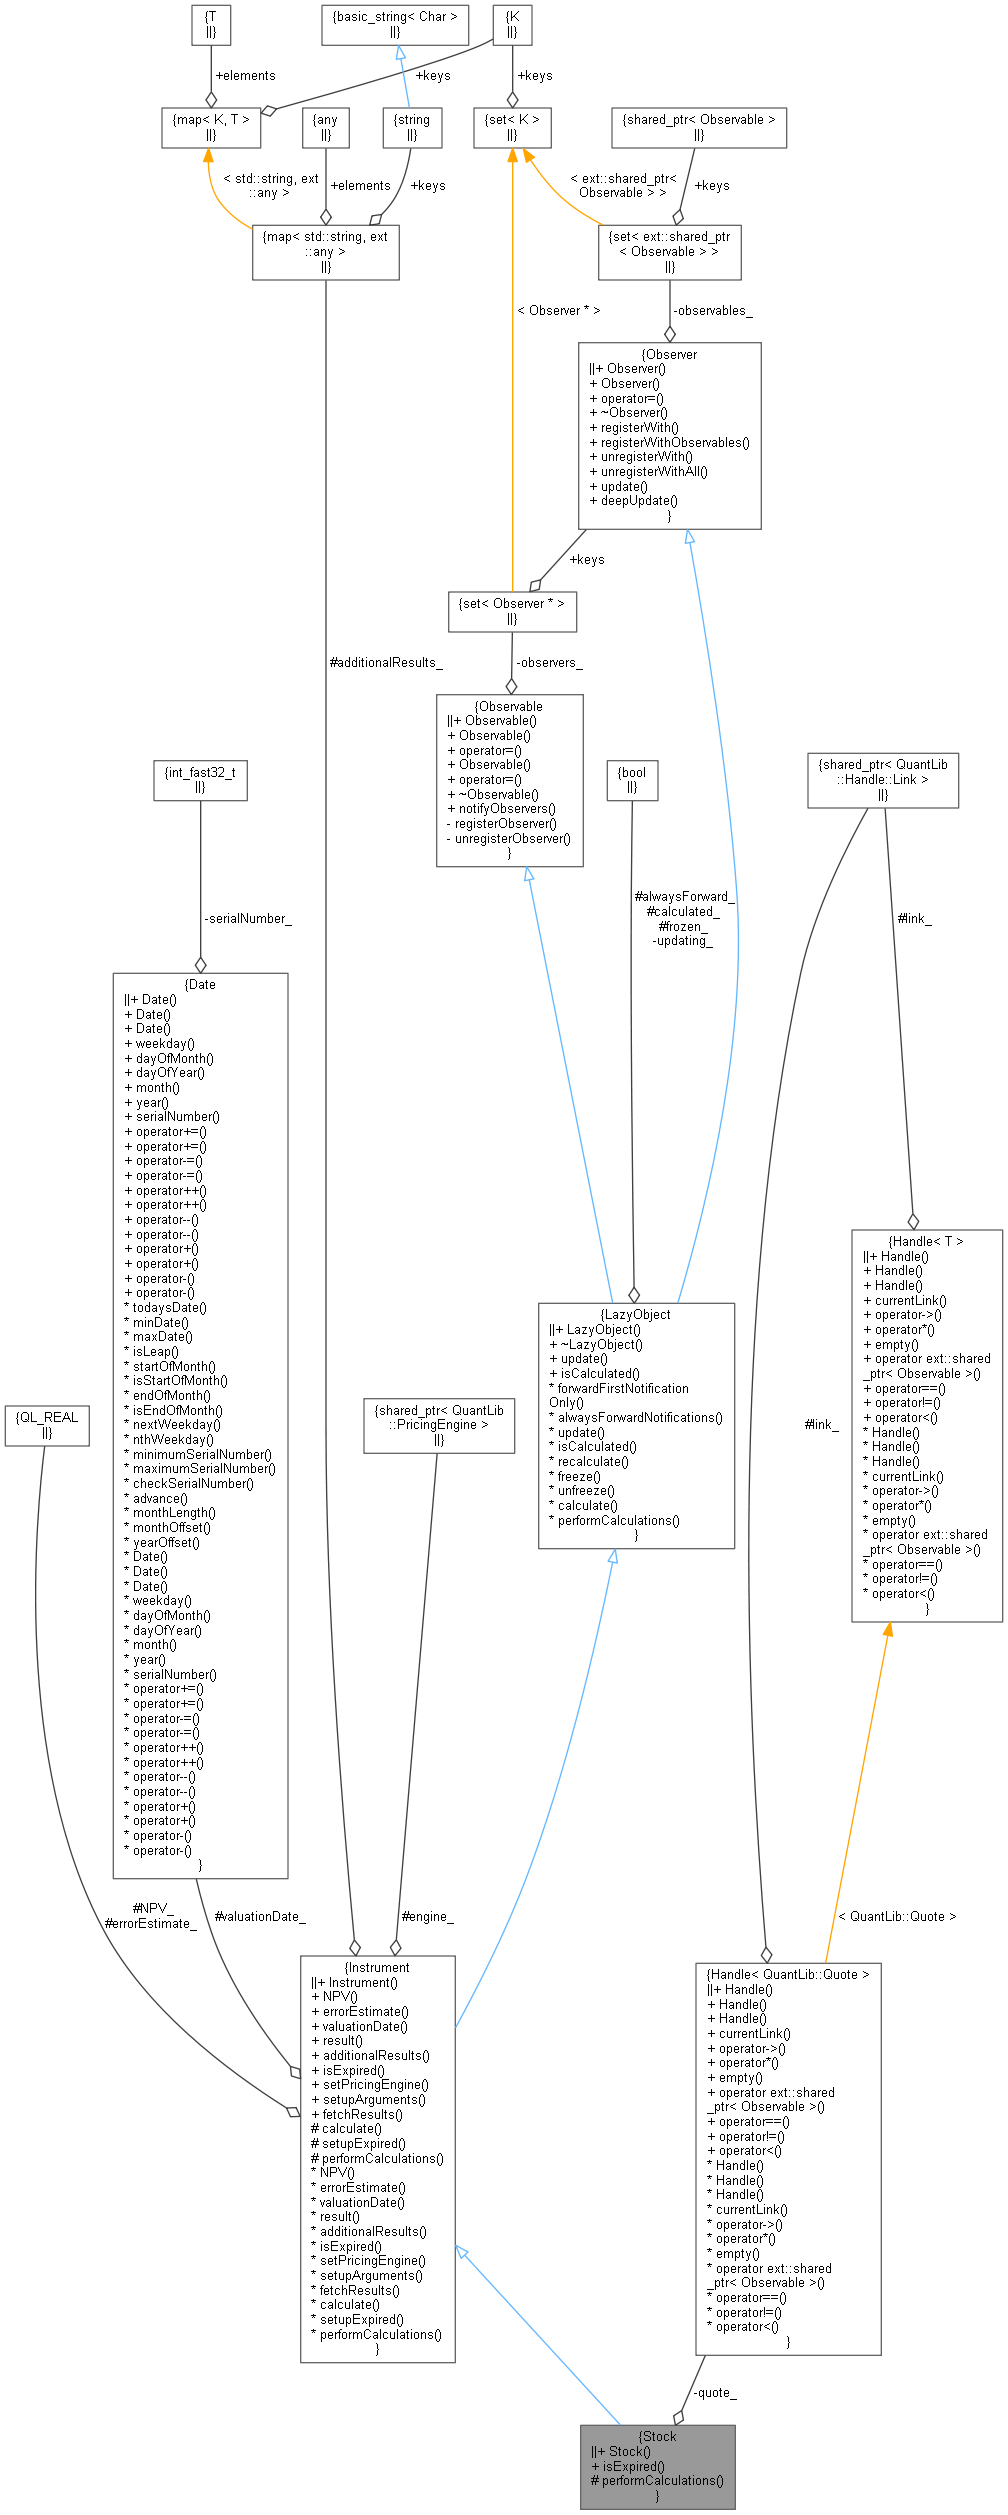 {T
||}
{basic_string< Char >
||}
{K
||}
+elements
+keys
+keys
{map< K, T >
||}
{any
||}
{string
||}
{set< K >
||}
{shared_ptr< Observable >
||}
< std::string, ext
::any >
+elements
+keys
< ext::shared_ptr<
Observable > >
+keys
{map< std::string, ext
::any >
||}
{set< ext::shared_ptr
< Observable > >
||}
< Observer * >
-observables_
{Observer
||+ Observer()
+ Observer()
+ operator=()
+ ~Observer()
+ registerWith()
+ registerWithObservables()
+ unregisterWith()
+ unregisterWithAll()
+ update()
+ deepUpdate()
}
+keys
{set< Observer * >
||}
#additionalResults_
-observers_
{Observable
||+ Observable()
+ Observable()
+ operator=()
+ Observable()
+ operator=()
+ ~Observable()
+ notifyObservers()
- registerObserver()
- unregisterObserver()
}
{int_fast32_t
||}
{bool
||}
{shared_ptr< QuantLib
::Handle::Link >
||}
-serialNumber_
#alwaysForward_
#calculated_
#frozen_
-updating_
#link_
{Date
||+ Date()
+ Date()
+ Date()
+ weekday()
+ dayOfMonth()
+ dayOfYear()
+ month()
+ year()
+ serialNumber()
+ operator+=()
+ operator+=()
+ operator-=()
+ operator-=()
+ operator++()
+ operator++()
+ operator--()
+ operator--()
+ operator+()
+ operator+()
+ operator-()
+ operator-()
* todaysDate()
* minDate()
* maxDate()
* isLeap()
* startOfMonth()
* isStartOfMonth()
* endOfMonth()
* isEndOfMonth()
* nextWeekday()
* nthWeekday()
* minimumSerialNumber()
* maximumSerialNumber()
* checkSerialNumber()
* advance()
* monthLength()
* monthOffset()
* yearOffset()
* Date()
* Date()
* Date()
* weekday()
* dayOfMonth()
* dayOfYear()
* month()
* year()
* serialNumber()
* operator+=()
* operator+=()
* operator-=()
* operator-=()
* operator++()
* operator++()
* operator--()
* operator--()
* operator+()
* operator+()
* operator-()
* operator-()
}
{Handle< T >
||+ Handle()
+ Handle()
+ Handle()
+ currentLink()
+ operator->()
+ operator*()
+ empty()
+ operator ext::shared
_ptr< Observable >()
+ operator==()
+ operator!=()
+ operator<()
* Handle()
* Handle()
* Handle()
* currentLink()
* operator->()
* operator*()
* empty()
* operator ext::shared
_ptr< Observable >()
* operator==()
* operator!=()
* operator<()
}
{LazyObject
||+ LazyObject()
+ ~LazyObject()
+ update()
+ isCalculated()
* forwardFirstNotification
Only()
* alwaysForwardNotifications()
* update()
* isCalculated()
* recalculate()
* freeze()
* unfreeze()
* calculate()
* performCalculations()
}
{QL_REAL
||}
{shared_ptr< QuantLib
::PricingEngine >
||}
#link_
#NPV_
#errorEstimate_
#valuationDate_
#engine_
< QuantLib::Quote >
{Instrument
||+ Instrument()
+ NPV()
+ errorEstimate()
+ valuationDate()
+ result()
+ additionalResults()
+ isExpired()
+ setPricingEngine()
+ setupArguments()
+ fetchResults()
# calculate()
# setupExpired()
# performCalculations()
* NPV()
* errorEstimate()
* valuationDate()
* result()
* additionalResults()
* isExpired()
* setPricingEngine()
* setupArguments()
* fetchResults()
* calculate()
* setupExpired()
* performCalculations()
}
{Handle< QuantLib::Quote >
||+ Handle()
+ Handle()
+ Handle()
+ currentLink()
+ operator->()
+ operator*()
+ empty()
+ operator ext::shared
_ptr< Observable >()
+ operator==()
+ operator!=()
+ operator<()
* Handle()
* Handle()
* Handle()
* currentLink()
* operator->()
* operator*()
* empty()
* operator ext::shared
_ptr< Observable >()
* operator==()
* operator!=()
* operator<()
}
-quote_
{Stock
||+ Stock()
+ isExpired()
# performCalculations()
}